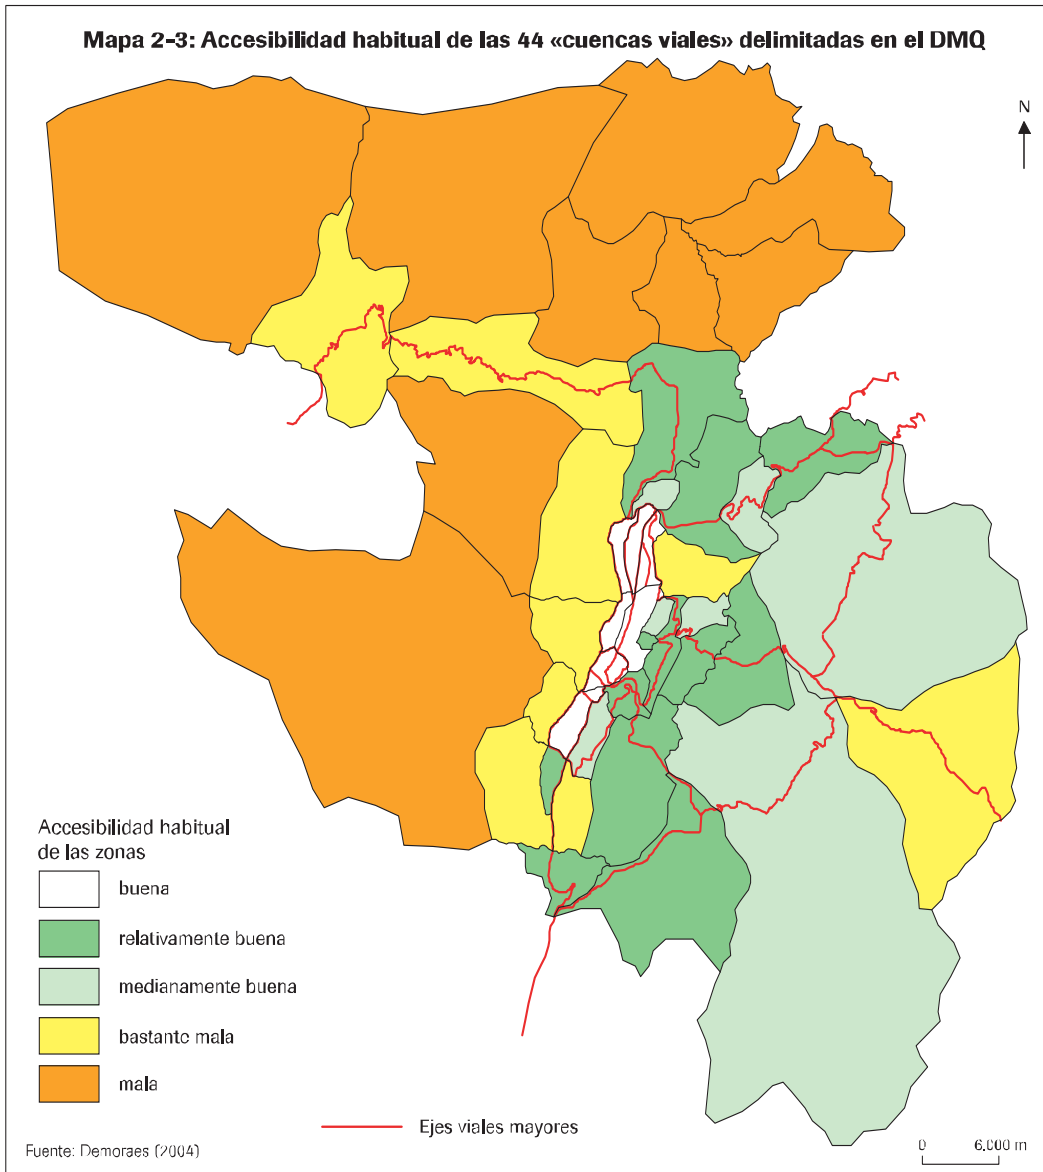 Mapa 2-3: Accesibilidad habitual de las 44 «cuencas viales» delimitadas en el DMQ
N
Accesibilidad habitual
de las zonas
buena
relativamente buena
medianamente buena
bastante mala
mala
Ejes viales mayores
Fuente: Demoraes (2004)
0 6.000 m